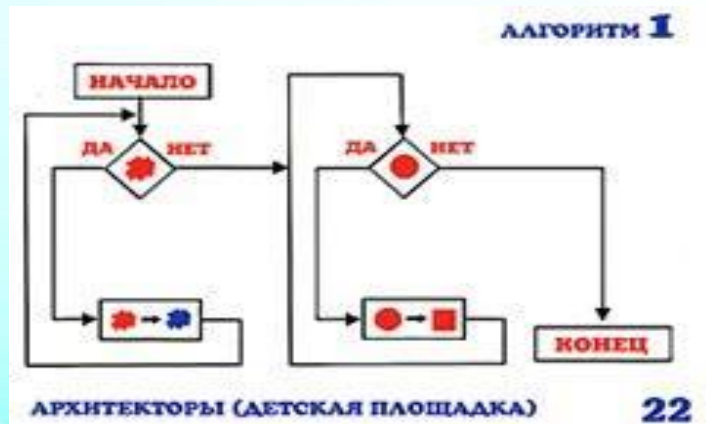 АЛГОРИТМ 1
НАЧАЛО
ДА НЕТ
ДА НЕТ
КОНЕЦ
АРХИТЕКТОРЫ (ДЕТСКАЯ ПЛОЩАДКА) 22